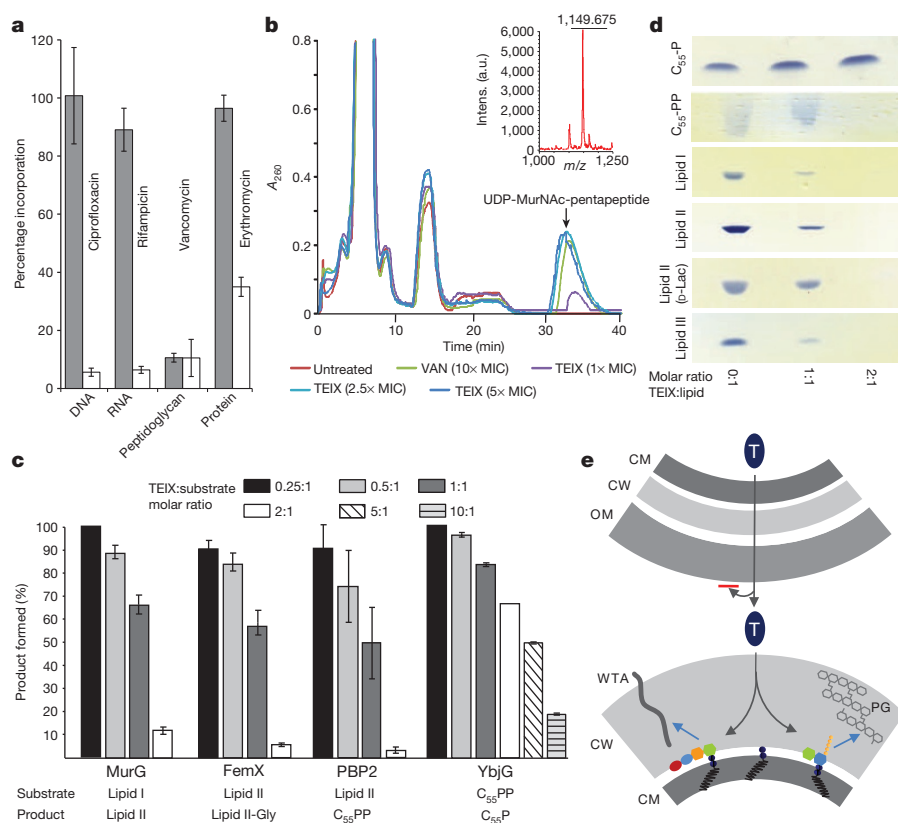 a
120
100
80
60
40
20
0
Percentage incorporation
Ciprofloxacin
Rifampicin
Vancomycin
Erythromycin
DNA
RNA
Peptidoglycan
Protein
b
0.8
0.6
0.4
0.2
0
A260
0
10
20
30
40
Time (min)
1,149.675
6,000
5,000
4,000
3,000
2,000
1,000
0
Intens. (a.u.)
1,000
1,250
m/z
UDP-MurNAc-pentapeptide
Untreated
VAN (10× MIC)
TEIX (1× MIC)
TEIX (2.5× MIC)
TEIX (5× MIC)
c
TEIX:substrate
molar ratio
0.25:1
0.5:1
1:1
2:1
5:1
10:1
100
90
80
70
60
50
40
30
20
10
Product formed (%)
MurG
FemX
PBP2
YbjG
Substrate
Lipid I
Lipid II
Lipid II
C55PP
Product
Lipid II
Lipid II-Gly
C55PP
C55P
d
C55-P
C55-PP
Lipid I
Lipid II
Lipid II
(D-Lac)
Lipid III
Molar ratio
TEIX:lipid
0:1
1:1
2:1
e
CM
CW
OM
T
T
WTA
PG
CW
CM